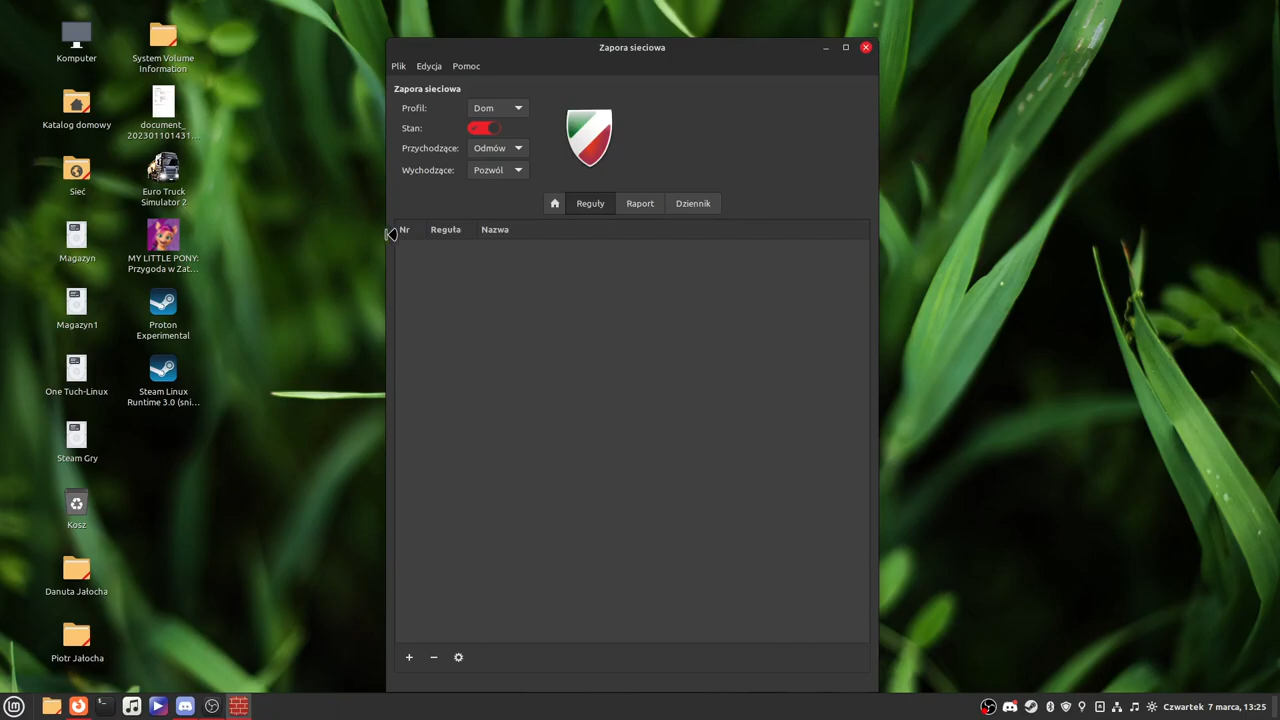 Komputer
System Volume
Information
Katalog domowy
document_
202301101431...
Sieć
Euro Truck
Simulator 2
Magazyn
MY LITTLE PONY:
Przygoda w Zat...
Magazyn1
Proton
Experimental
One Tuch-Linux
Steam Linux
Runtime 3.0 (sni...
Steam Gry
Kosz
Danuta Jałocha
Piotr Jałocha
Zapora sieciowa
Plik Edycja Pomoc
Zapora sieciowa
Profil: Dom
Stan:
Przychodzące: Odmów
Wychodzące: Pozwól
Reguły Raport Dziennik
Nr Reguła Nazwa
Czwartek 7 marca, 13:25